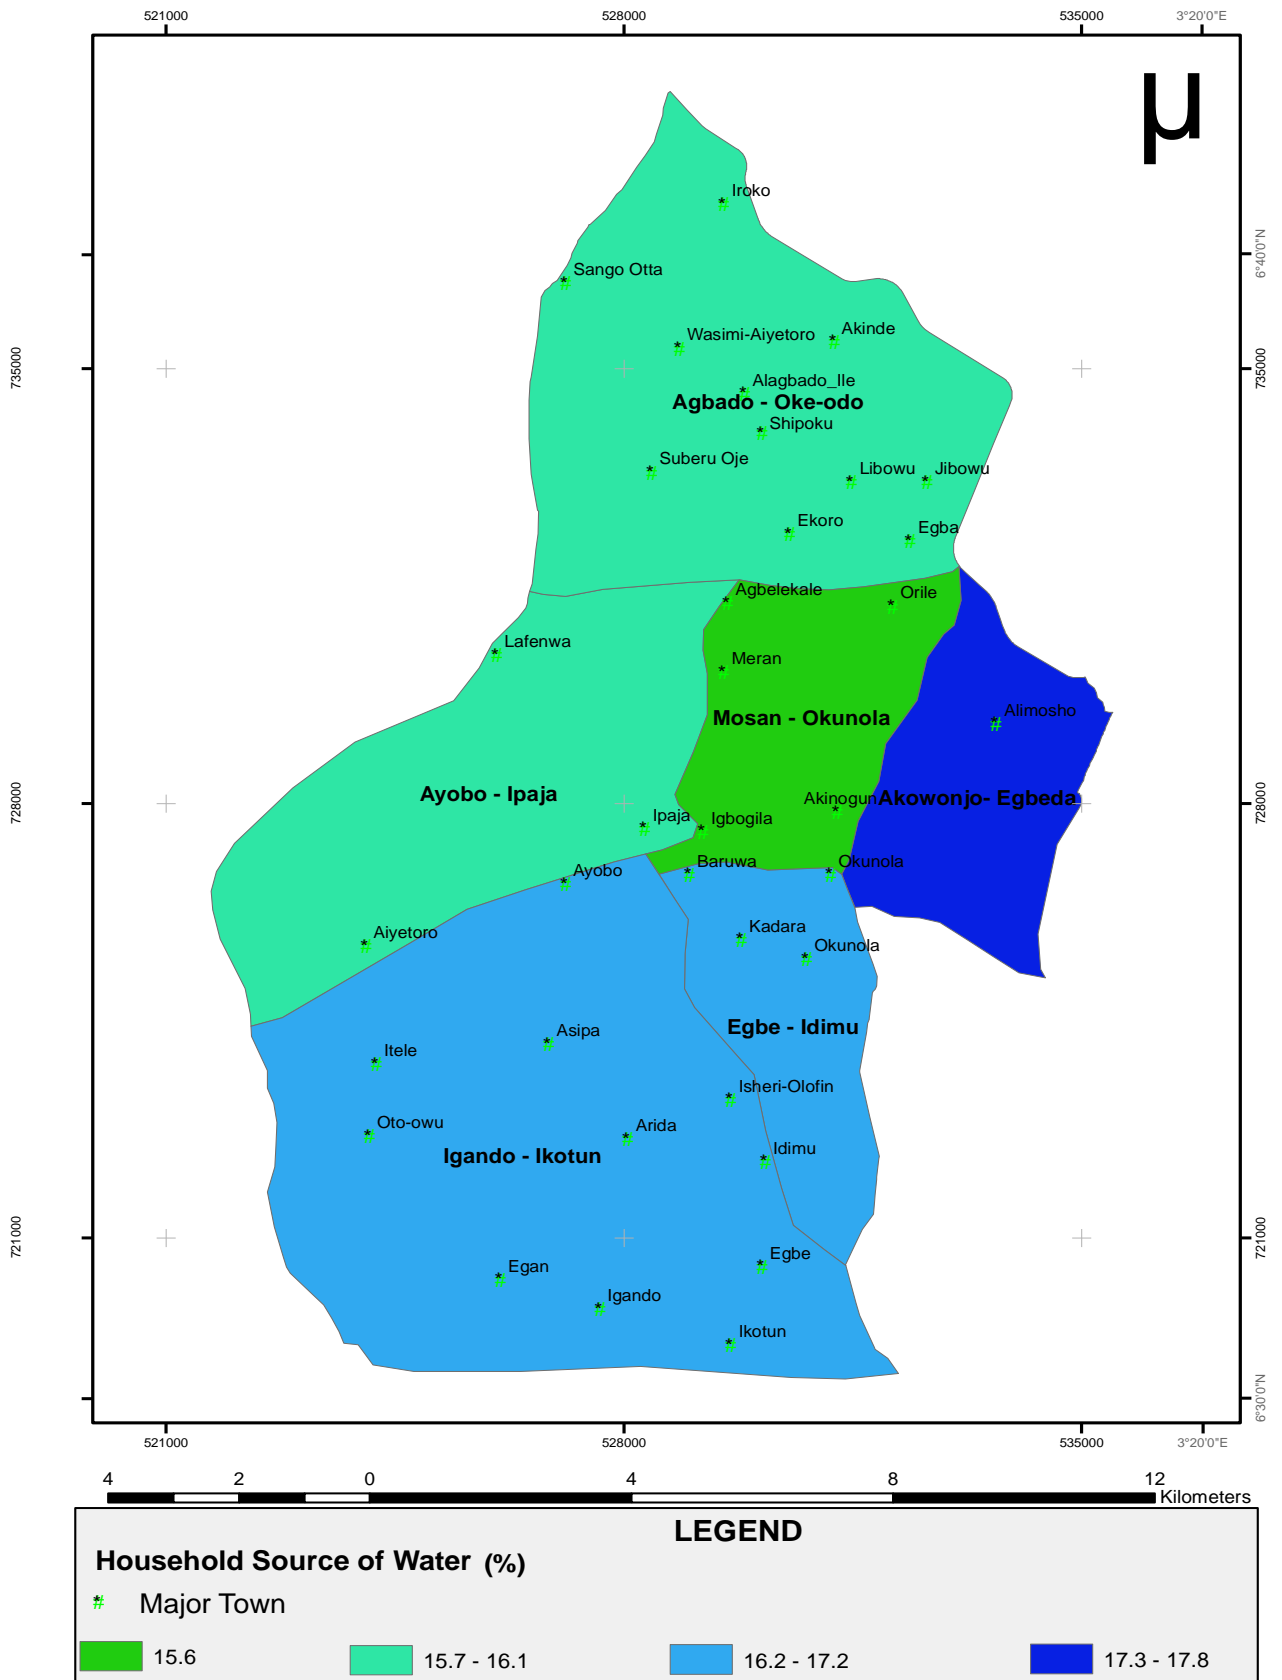 521000 528000 535000 3°20'0"E
µ
Iroko
6°40'0"N
Sango Otta
Wasimi-Aiyetoro Akinde
735000 735000
Alagbado_Ile
Agbado - Oke-odo
Shipoku
Suberu Oje Libowu Jibowu
Ekoro Egba
Agbelekale Orile
Lafenwa
Meran
Mosan - Okunola Alimosho
Ayobo - Ipaja Akinogun Akowonjo- Egbeda
728000 728000
Ipaja Igbogila
Ayobo Baruwa Okunola
Aiyetoro Kadara
Okunola
Egbe - Idimu
Asipa
Itele
Isheri-Olofin
Oto-owu Arida
Igando - Ikotun Idimu
721000 721000
Egan Egbe
Igando
Ikotun
6°30'0"N
521000 528000 535000 3°20'0"E
4 2 0 4 8 12
Kilometers
LEGEND
Household Source of Water (%)
Major Town
15.6 15.7 - 16.1 16.2 - 17.2 17.3 - 17.8